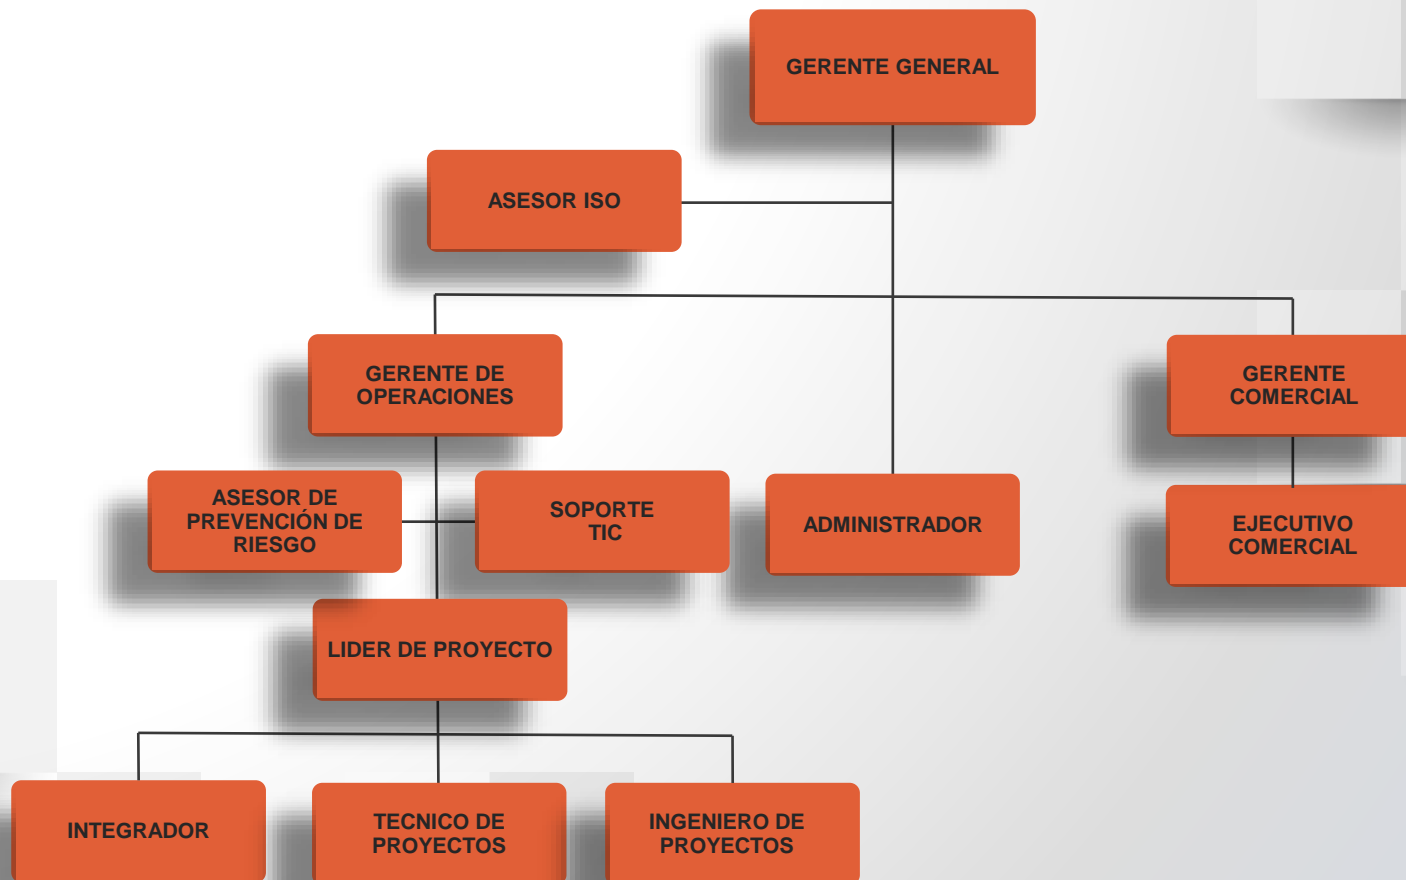 GERENTE GENERAL
ASESOR ISO
GERENTE DE
OPERACIONES
GERENTE
COMERCIAL
ASESOR DE
PREVENCIÓN DE
RIESGO
SOPORTE
TIC
ADMINISTRADOR
EJECUTIVO
COMERCIAL
LIDER DE PROYECTO
INTEGRADOR
TECNICO DE
PROYECTOS
INGENIERO DE
PROYECTOS